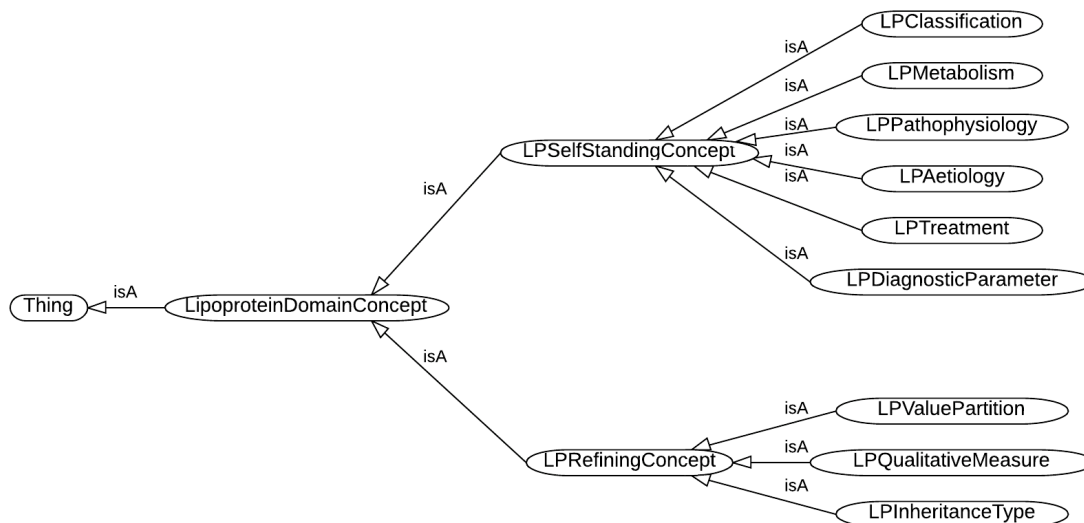 LPClassification
isA
LPMetabolism
isA
LPPathophysiology
isA
LPSelfStandingConcept
isA
LPAetiology
isA
isA
LPTreatment
isA
LPDiagnosticParameter
isA
Thing
LipoproteinDomainConcept
isA
isA
LPValuePartition
isA
LPRefiningConcept
LPQualitativeMeasure
isA
LPInheritanceType